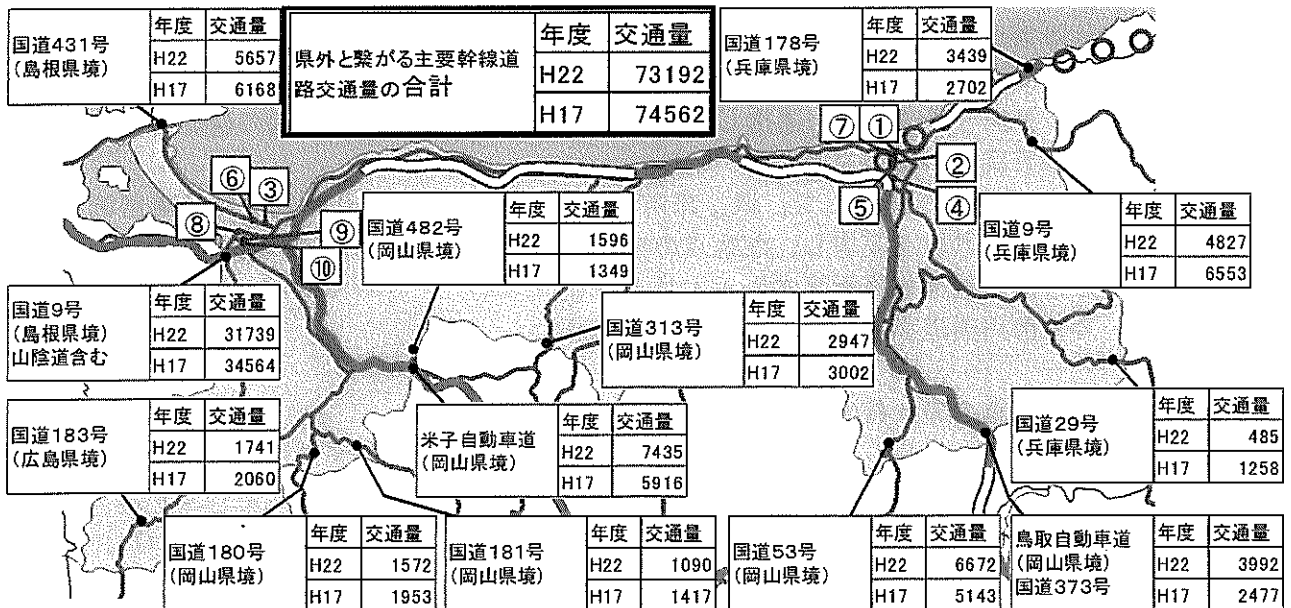 国道431号
(島根県境)
年度 交通量
H22 5657
H17 6168
県外と繋がる主要幹線道
路交通量の合計
年度 交通量
H22 73192
H17 74562
国道178号
(兵庫県境)
年度 交通量
H22 3439
H17 2702
⑦ ①
②
⑥ ③
⑤ ④
⑧ ⑨
⑩
国道482号
(岡山県境)
年度 交通量
H22 1596
H17 1349
国道9号
(兵庫県境)
年度 交通量
H22 4827
H17 6553
国道9号
(島根県境)
山陰道含む
年度 交通量
H22 31739
H17 34564
国道313号
(岡山県境)
年度 交通量
H22 2947
H17 3002
国道183号
(広島県境)
年度 交通量
H22 1741
H17 2060
米子自動車道
(岡山県境)
年度 交通量
H22 7435
H17 5916
国道29号
(兵庫県境)
年度 交通量
H22 485
H17 1258
国道180号
(岡山県境)
年度 交通量
H22 1572
H17 1953
国道181号
(岡山県境)
年度 交通量
H22 1090
H17 1417
国道53号
(岡山県境)
年度 交通量
H22 6672
H17 5143
鳥取自動車道
(岡山県境)
国道373号
年度 交通量
H22 3992
H17 2477